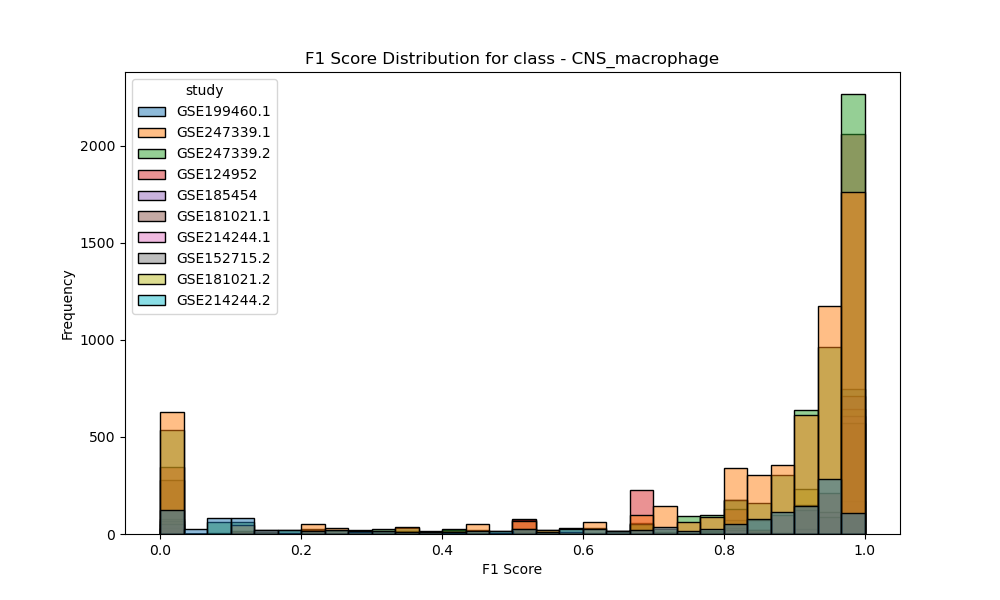 F1 Score Distribution for class - CNS_macrophage
study
GSE199460.1
GSE247339.1
GSE247339.2
GSE124952
GSE185454
GSE181021.1
GSE214244.1
GSE152715.2
GSE181021.2
GSE214244.2
Frequency
2000
1500
1000
500
0
0.0 0.2 0.4 0.6 0.8 1.0
F1 Score